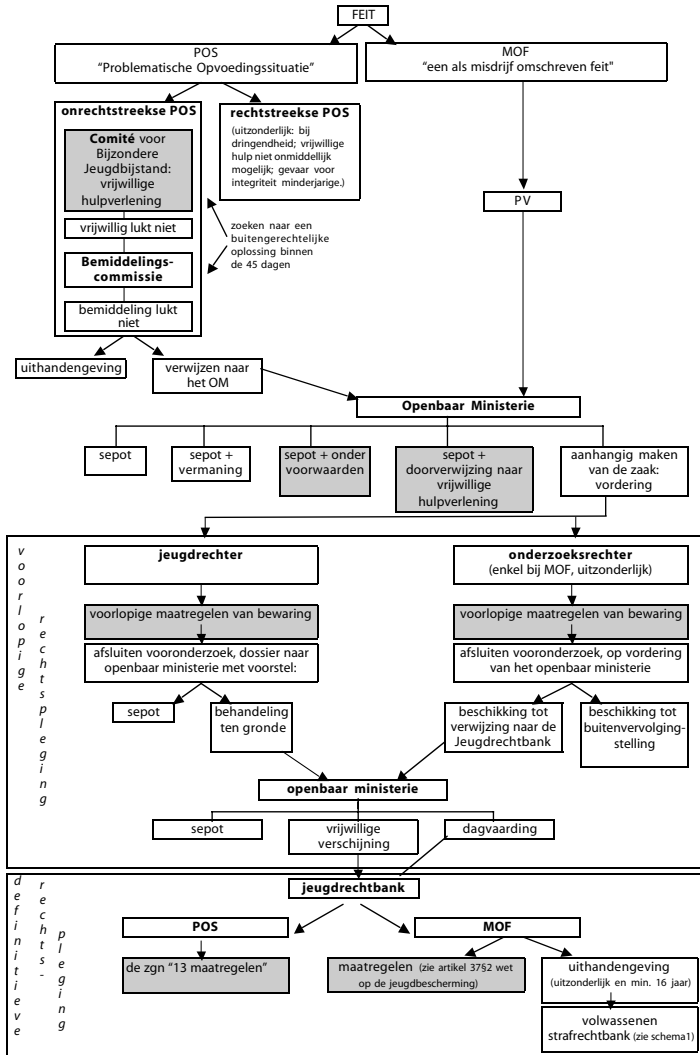 FEIT
POS
"Problematische Opvoedingssituatie"
MOF
"een als misdrijf omschreven feit"
onrechtstreekse POS
Comité voor
Bijzondere
Jeugdbijstand:
vrijwillige
hulpverlening
vrijwillig lukt niet
Bemiddelings-
commissie
bemiddeling lukt
niet
rechtstreekse POS
(uitzonderlijk: bij
dringendheid; vrijwillige
hulp niet onmiddellijk
mogelijk; gevaar voor
integriteit minderjarige.)
zoeken naar een
buitengerechtelijke
oplossing binnen
de 45 dagen
PV
uithandengeving
verwijzen naar
het OM
Openbaar Ministerie
sepot
sepot +
vermaning
sepot + onder
voorwaarden
sepot +
doorverwijzing naar
vrijwillige
hulpverlening
aanhangig maken
van de zaak:
vordering
voorlopige
rechtspleging
jeugdrechter
onderzoeksrechter
(enkel bij MOF, uitzonderlijk)
voorlopige maatregelen van bewaring
voorlopige maatregelen van bewaring
afsluiten vooronderzoek, dossier naar
openbaar ministerie met voorstel:
afsluiten vooronderzoek, op vordering
van het openbaar ministerie
sepot
behandeling
ten gronde
beschikking tot
verwijzing naar de
Jeugdrechtbank
beschikking tot
buitenvervolging-
stelling
openbaar ministerie
sepot
vrijwillige
verschijning
dagvaarding
definitieve
rechts-
pleging
jeugdrechtbank
POS
MOF
de zgn "13 maatregelen"
maatregelen (zie artikel 37§2 wet
op de jeugdbescherming)
uithandengeving
(uitzonderlijk en min. 16 jaar)
volwassenen
strafrechtbank (zie schema1)